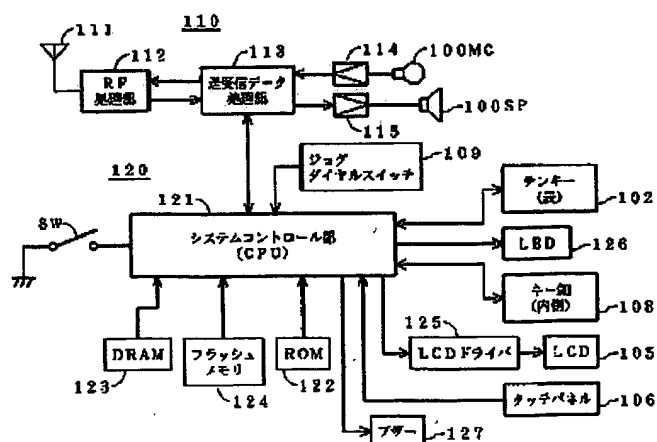 110
111
112
113
114
100MC
RF
処理部
送受信データ
処理部
100SP
115
120
ジョグ
ダイヤルスイッチ
109
SW
121
テンキー
(表)
102
システムコントロール部
(CPU)
LED
126
キー
(内側)
108
125
DRAM
フラッシュ
メモリ
ROM
LCDドライバ
LCD
105
123
124
122
タッチパネル
106
ブザー
127